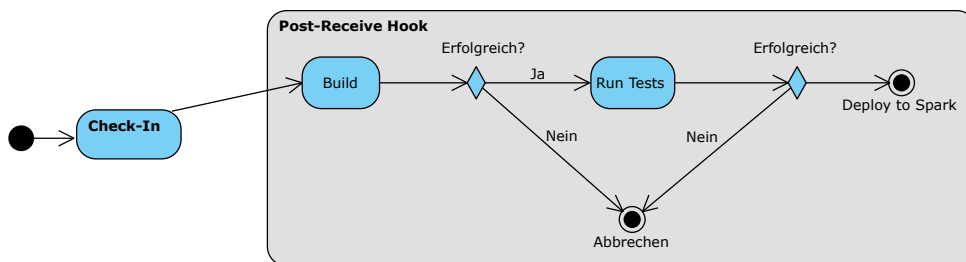 Post-Receive Hook
Erfolgreich?
Erfolgreich?
Build
Ja
Run Tests
Deploy to Spark
Check-In
Nein
Nein
Abbrechen